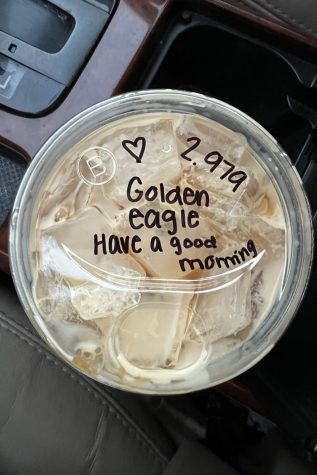 B
♡ 2.979
Golden
eagle
Have a good
morning